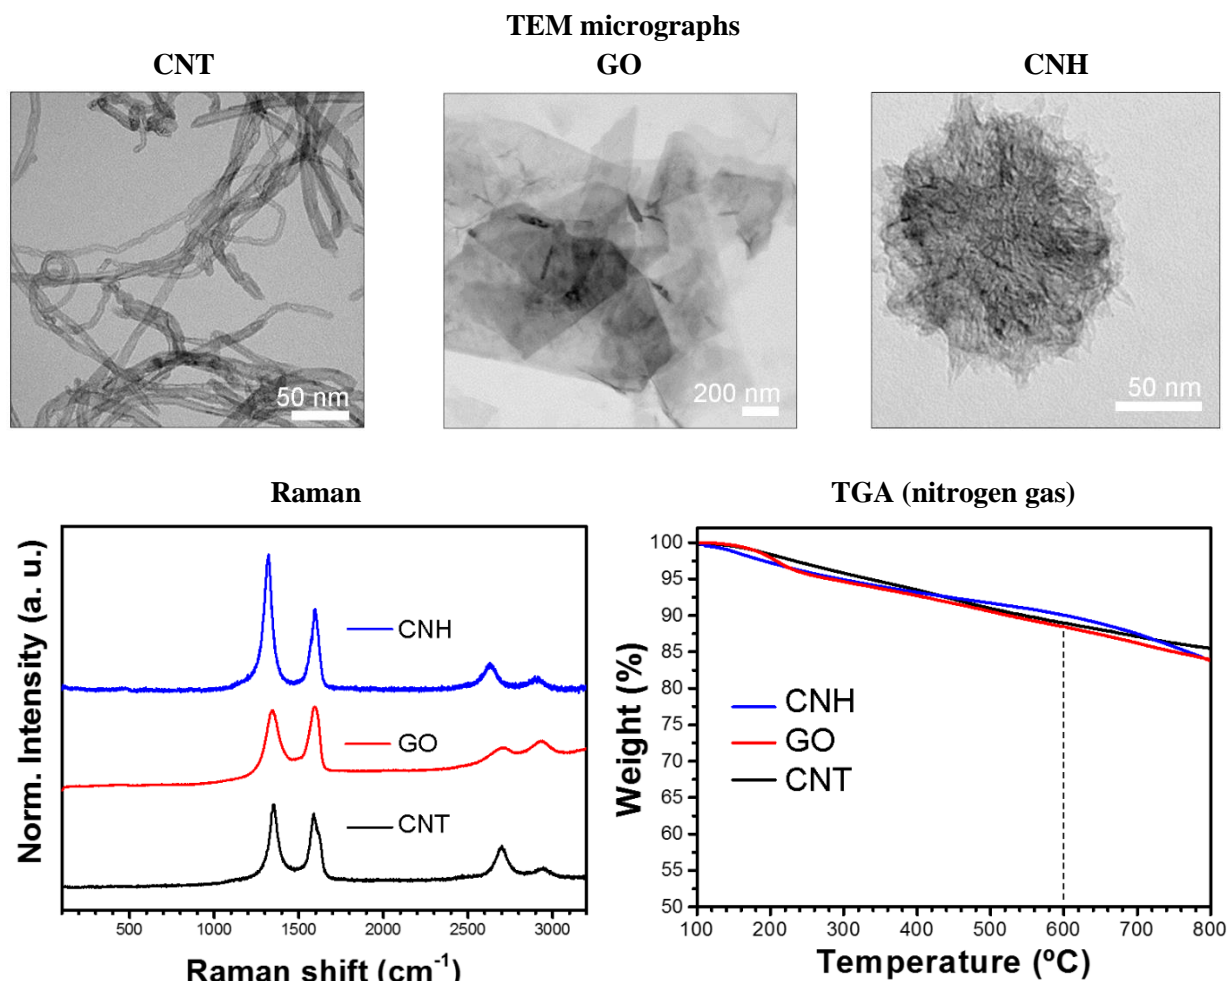 TEM micrographs
CNT GO CNH
50 nm 200 nm 50 nm
Raman TGA (nitrogen gas)
Norm. Intensity (a. u.)
CNH
GO
CNT
500 1000 1500 2000 2500 3000
Raman shift (cm⁻¹)
Weight (%)
100
95
90
85
80
75
70
65
60
55
50
CNH
GO
CNT
100 200 300 400 500 600 700 800
Temperature (ºC)